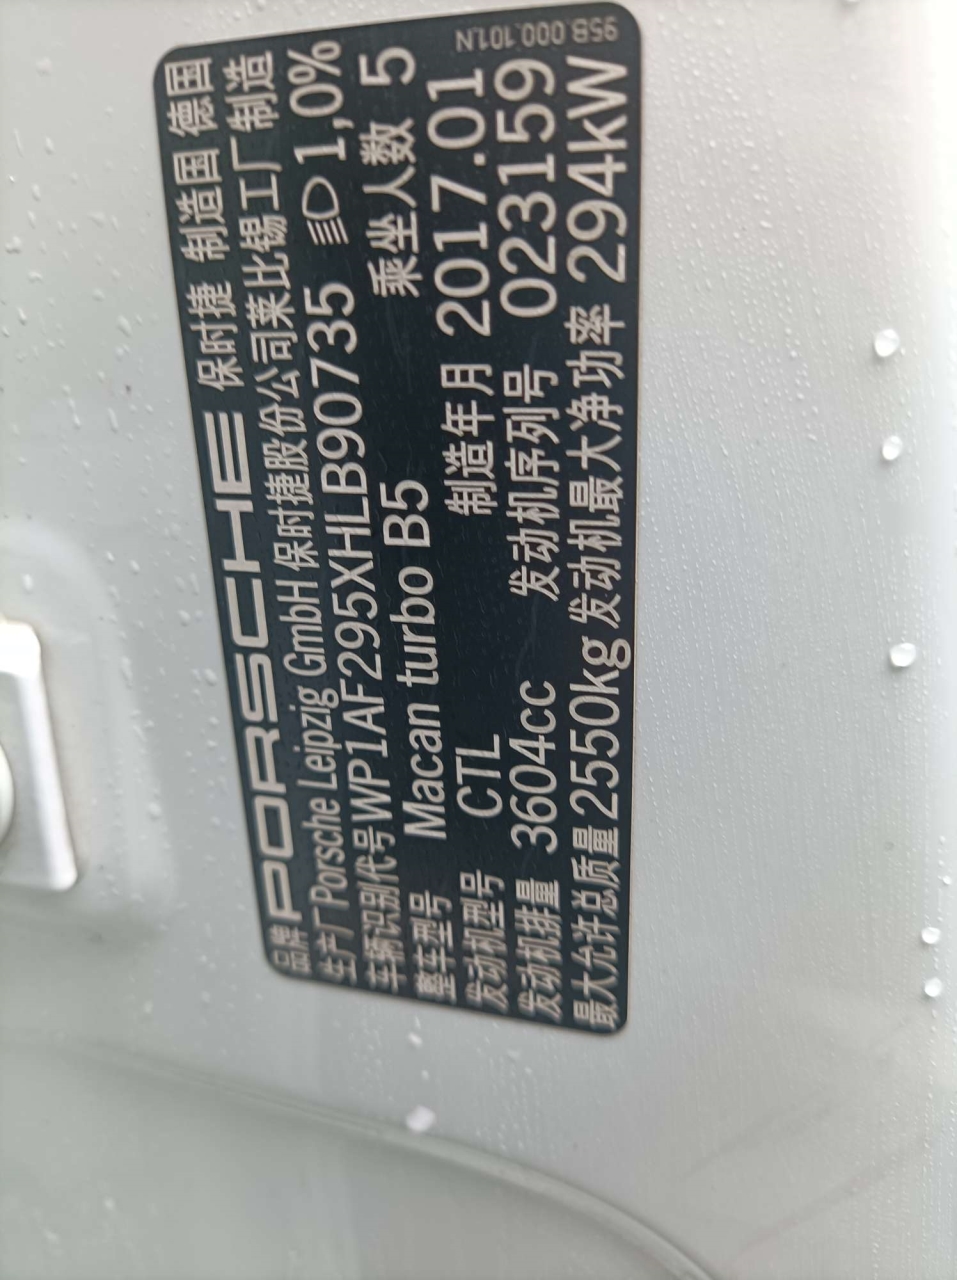 品牌 PORSCHE 保时捷 制造国 德国
生产厂 Porsche Leipzig GmbH 保时捷股份公司莱比锡工厂制造
车辆识别代号 WP1AF295XHLB90735 1,0%
整车型号 Macan turbo B5 乘坐人数 5
发动机型号 CTL 制造年月 2017.01
发动机排量 3604cc 发动机序列号 023159
最大允许总质量 2550kg 发动机最大净功率 294kW
95B.000.101.N